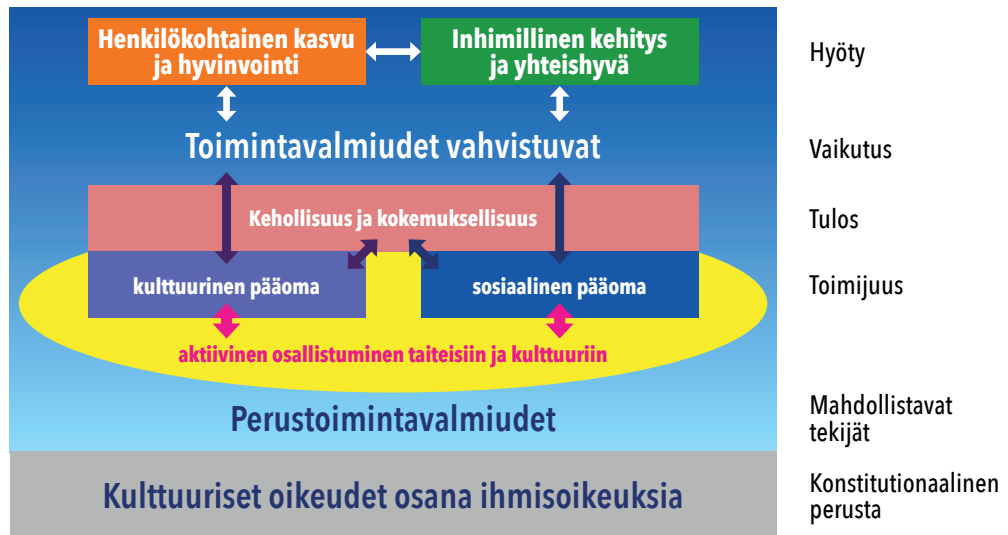 Henkilökohtainen kasvu
ja hyvinvointi
Inhimillinen kehitys
ja yhteishyvä
Hyöty
Toimintavalmiudet vahvistuvat
Vaikutus
Kehollisuus ja kokemuksellisuus
Tulos
kulttuurinen pääoma
sosiaalinen pääoma
Toimijuus
aktiivinen osallistuminen taiteisiin ja kulttuuriin
Perustoimintavalmiudet
Mahdollistavat
tekijät
Kulttuuriset oikeudet osana ihmisoikeuksia
Konstitutionaalinen
perusta